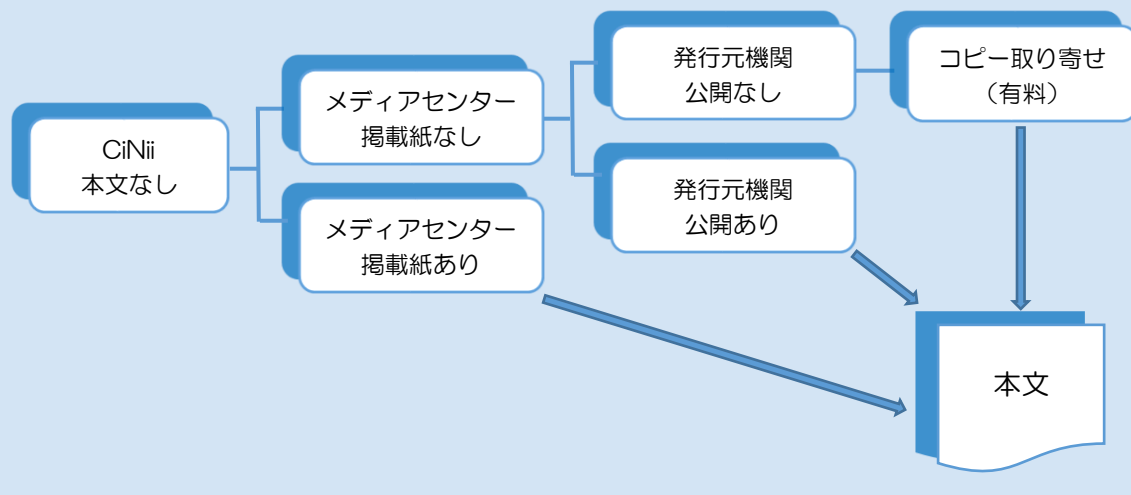 CiNii
本文なし
メディアセンター
掲載紙なし
メディアセンター
掲載紙あり
発行元機関
公開なし
発行元機関
公開あり
コピー取り寄せ
（有料）
本文